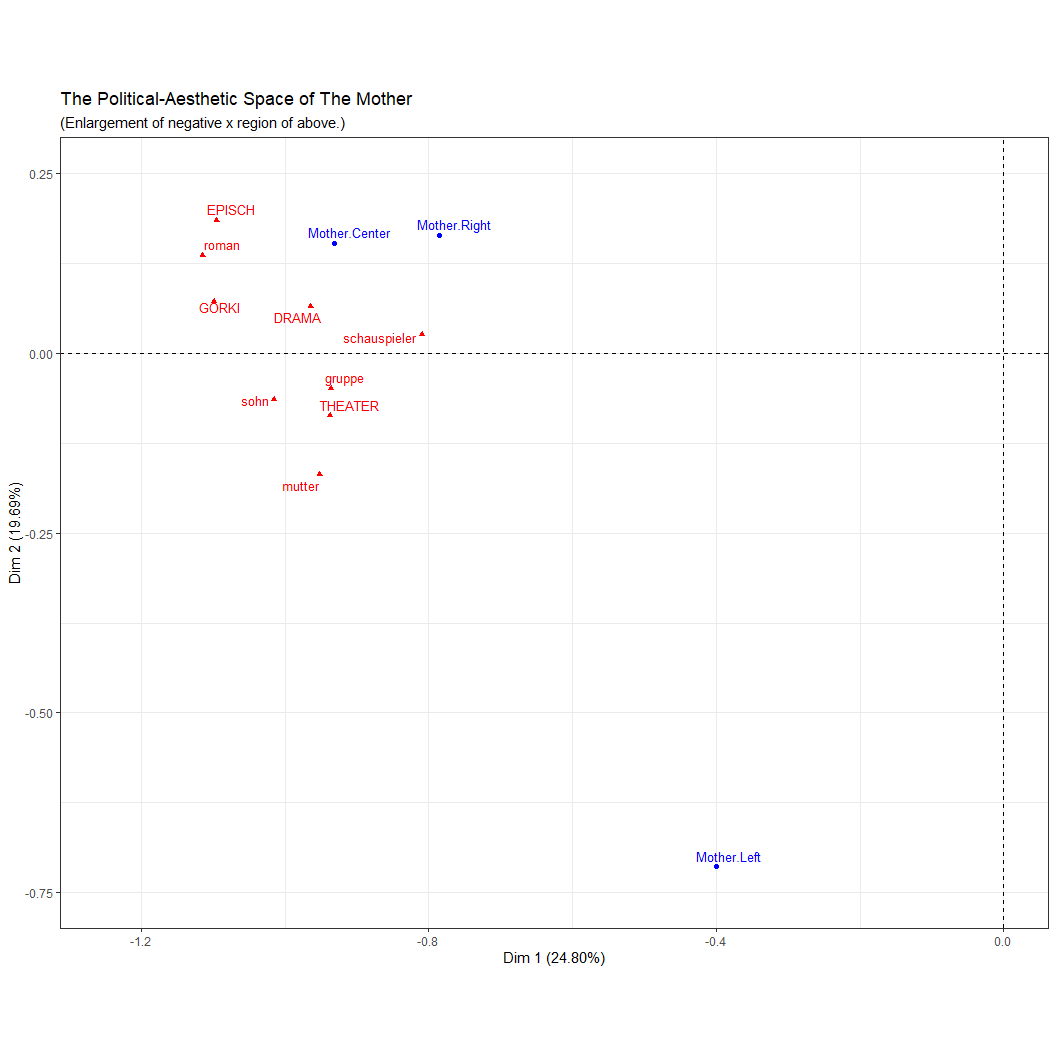 The Political-Aesthetic Space of The Mother
(Enlargement of negative x region of above.)
0.25
0.00
-0.25
-0.50
-0.75
Dim 2 (19.69%)
EPISCH
roman
GORKI
DRAMA
Mother.Center
Mother.Right
schauspieler
gruppe
sohn
THEATER
mutter
Mother.Left
-1.2
-0.8
-0.4
0.0
Dim 1 (24.80%)